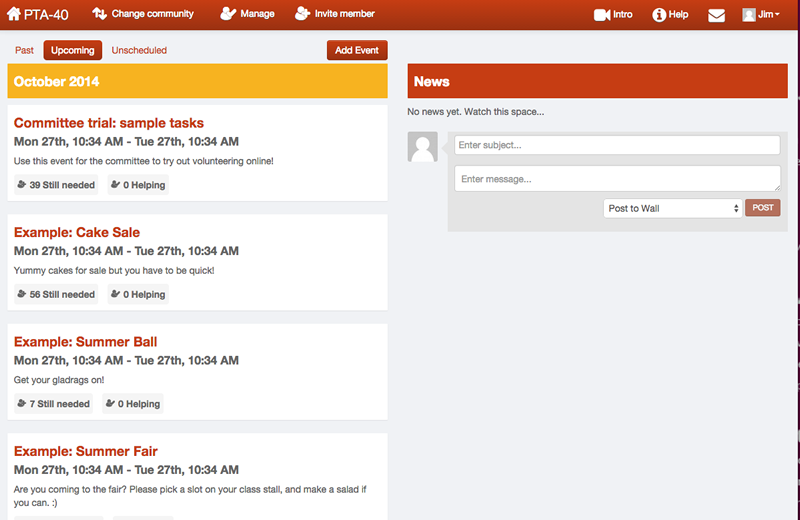 PTA-40 Change community Manage Invite member Intro Help Jim
Past Upcoming Unscheduled Add Event
October 2014
Committee trial: sample tasks
Mon 27th, 10:34 AM - Tue 27th, 10:34 AM
Use this event for the committee to try out volunteering online!
39 Still needed 0 Helping
Example: Cake Sale
Mon 27th, 10:34 AM - Tue 27th, 10:34 AM
Yummy cakes for sale but you have to be quick!
56 Still needed 0 Helping
Example: Summer Ball
Mon 27th, 10:34 AM - Tue 27th, 10:34 AM
Get your gladrags on!
7 Still needed 0 Helping
Example: Summer Fair
Mon 27th, 10:34 AM - Tue 27th, 10:34 AM
Are you coming to the fair? Please pick a slot on your class stall, and make a salad if
you can. :)
News
No news yet. Watch this space...
Enter subject...
Enter message...
Post to Wall POST